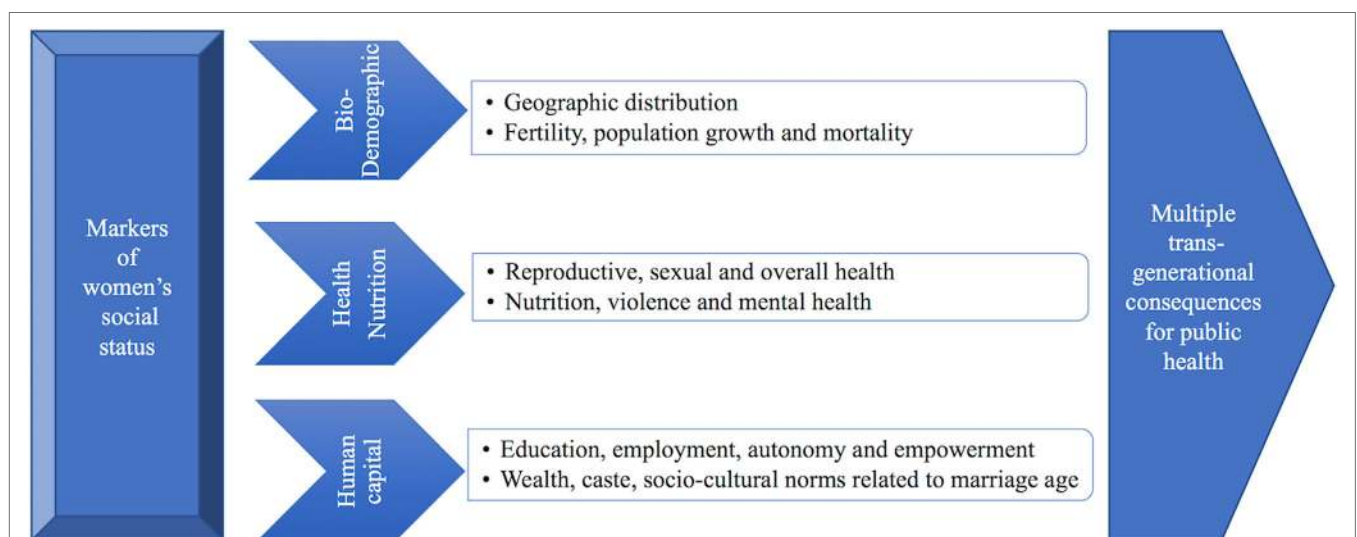 Markers
of
women’s
social
status
Bio-
Demographic
• Geographic distribution
• Fertility, population growth and mortality
Health
Nutrition
• Reproductive, sexual and overall health
• Nutrition, violence and mental health
Human
capital
• Education, employment, autonomy and empowerment
• Wealth, caste, socio-cultural norms related to marriage age
Multiple
trans-
generational
consequences
for public
health